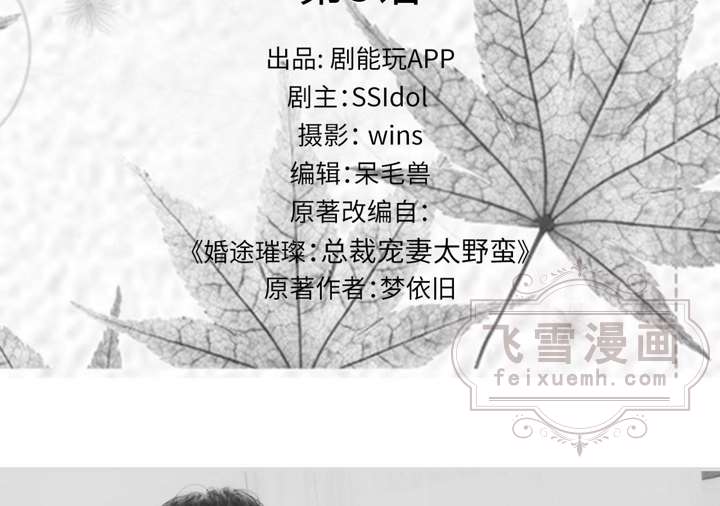 出品: 剧能玩APP
剧主：SSIdol
摄影： wins
编辑：呆毛兽
原著改编自：
《婚途璀璨：总裁宠妻太野蛮》
原著作者：梦依旧
飞雪漫画
feixuemh.com